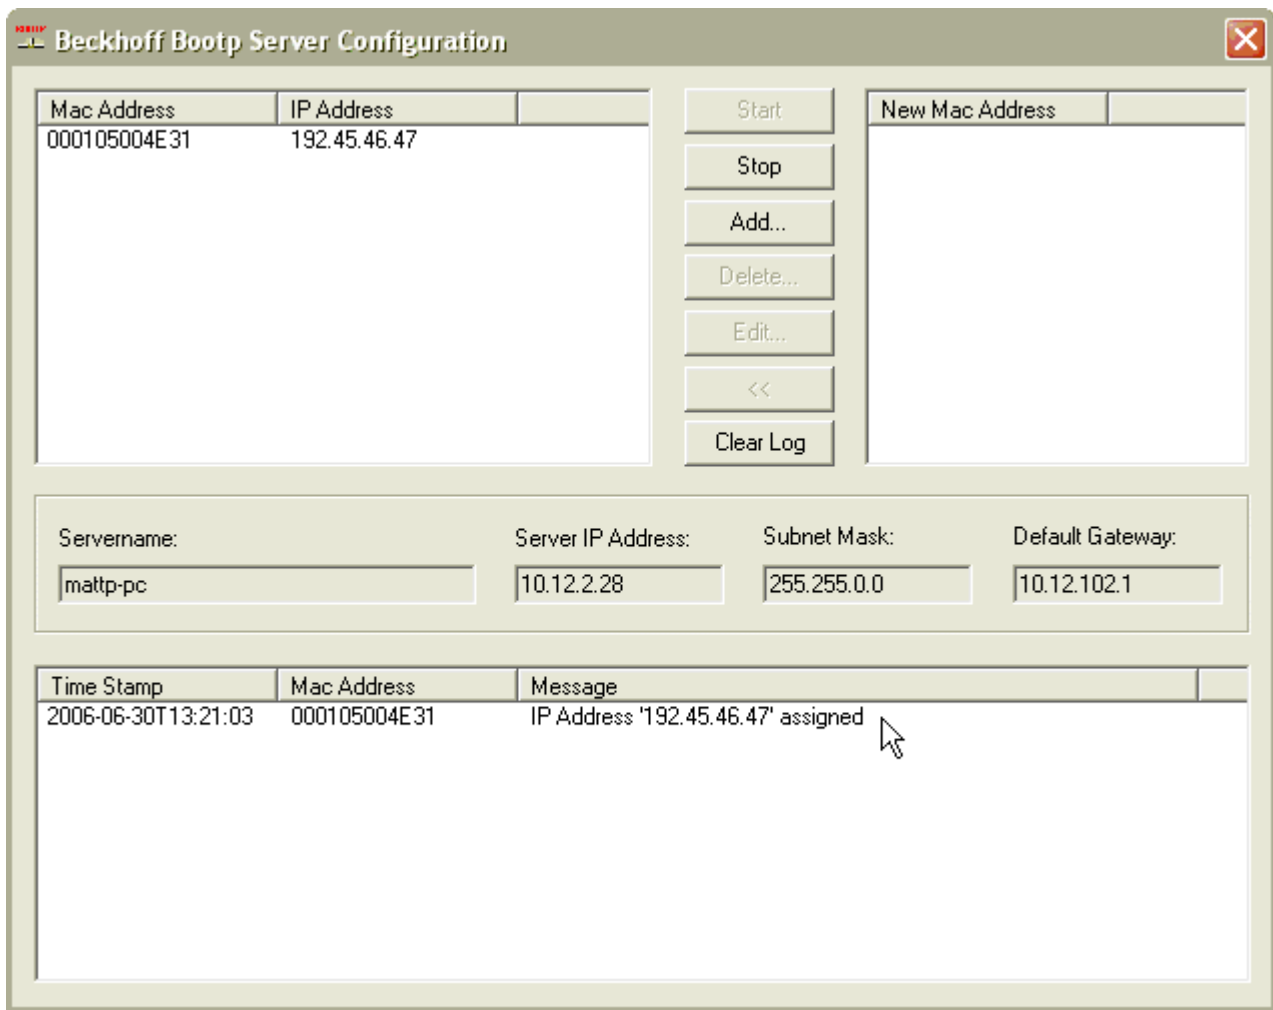 Beckhoff Bootp Server Configuration
Mac Address IP Address
000105004E31 192.45.46.47
Start
Stop
Add...
Delete...
Edit...
<<
Clear Log
New Mac Address
Servername: Server IP Address: Subnet Mask: Default Gateway:
mattp-pc 10.12.2.28 255.255.0.0 10.12.102.1
Time Stamp Mac Address Message
2006-06-30T13:21:03 000105004E31 IP Address '192.45.46.47' assigned